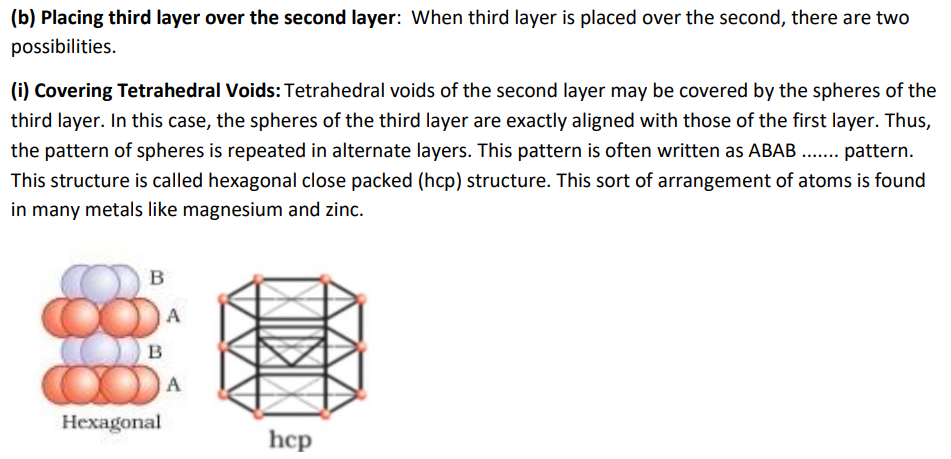 (b) Placing third layer over the second layer: When third layer is placed over the second, there are two
possibilities.
(i) Covering Tetrahedral Voids: Tetrahedral voids of the second layer may be covered by the spheres of the
third layer. In this case, the spheres of the third layer are exactly aligned with those of the first layer. Thus,
the pattern of spheres is repeated in alternate layers. This pattern is often written as ABAB ....... pattern.
This structure is called hexagonal close packed (hcp) structure. This sort of arrangement of atoms is found
in many metals like magnesium and zinc.
B
A
B
A
Hexagonal
hcp